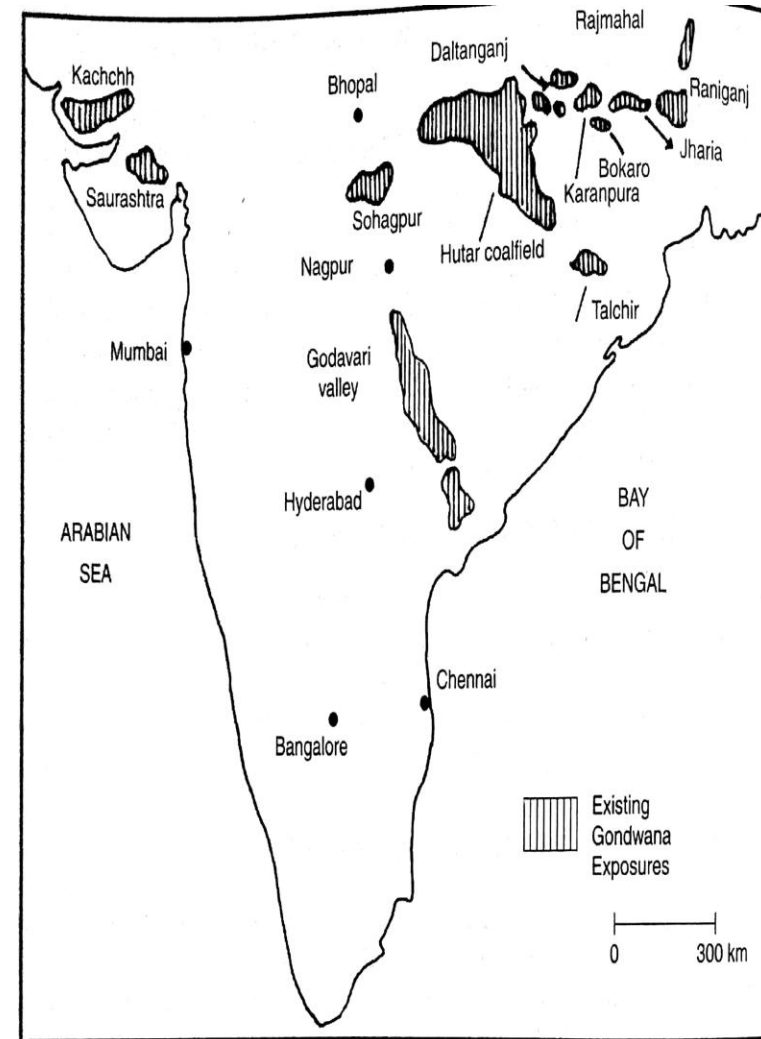 Rajmahal
Daltanganj
Kachchh
Bhopal
Raniganj
Jharia
Bokaro
Karanpura
Saurashtra
Sohagpur
Hutar coalfield
Nagpur
Talchir
Mumbai
Godavari
valley
Hyderabad
BAY
OF
BENGAL
ARABIAN
SEA
Chennai
Bangalore
Existing
Gondwana
Exposures
0 300 km